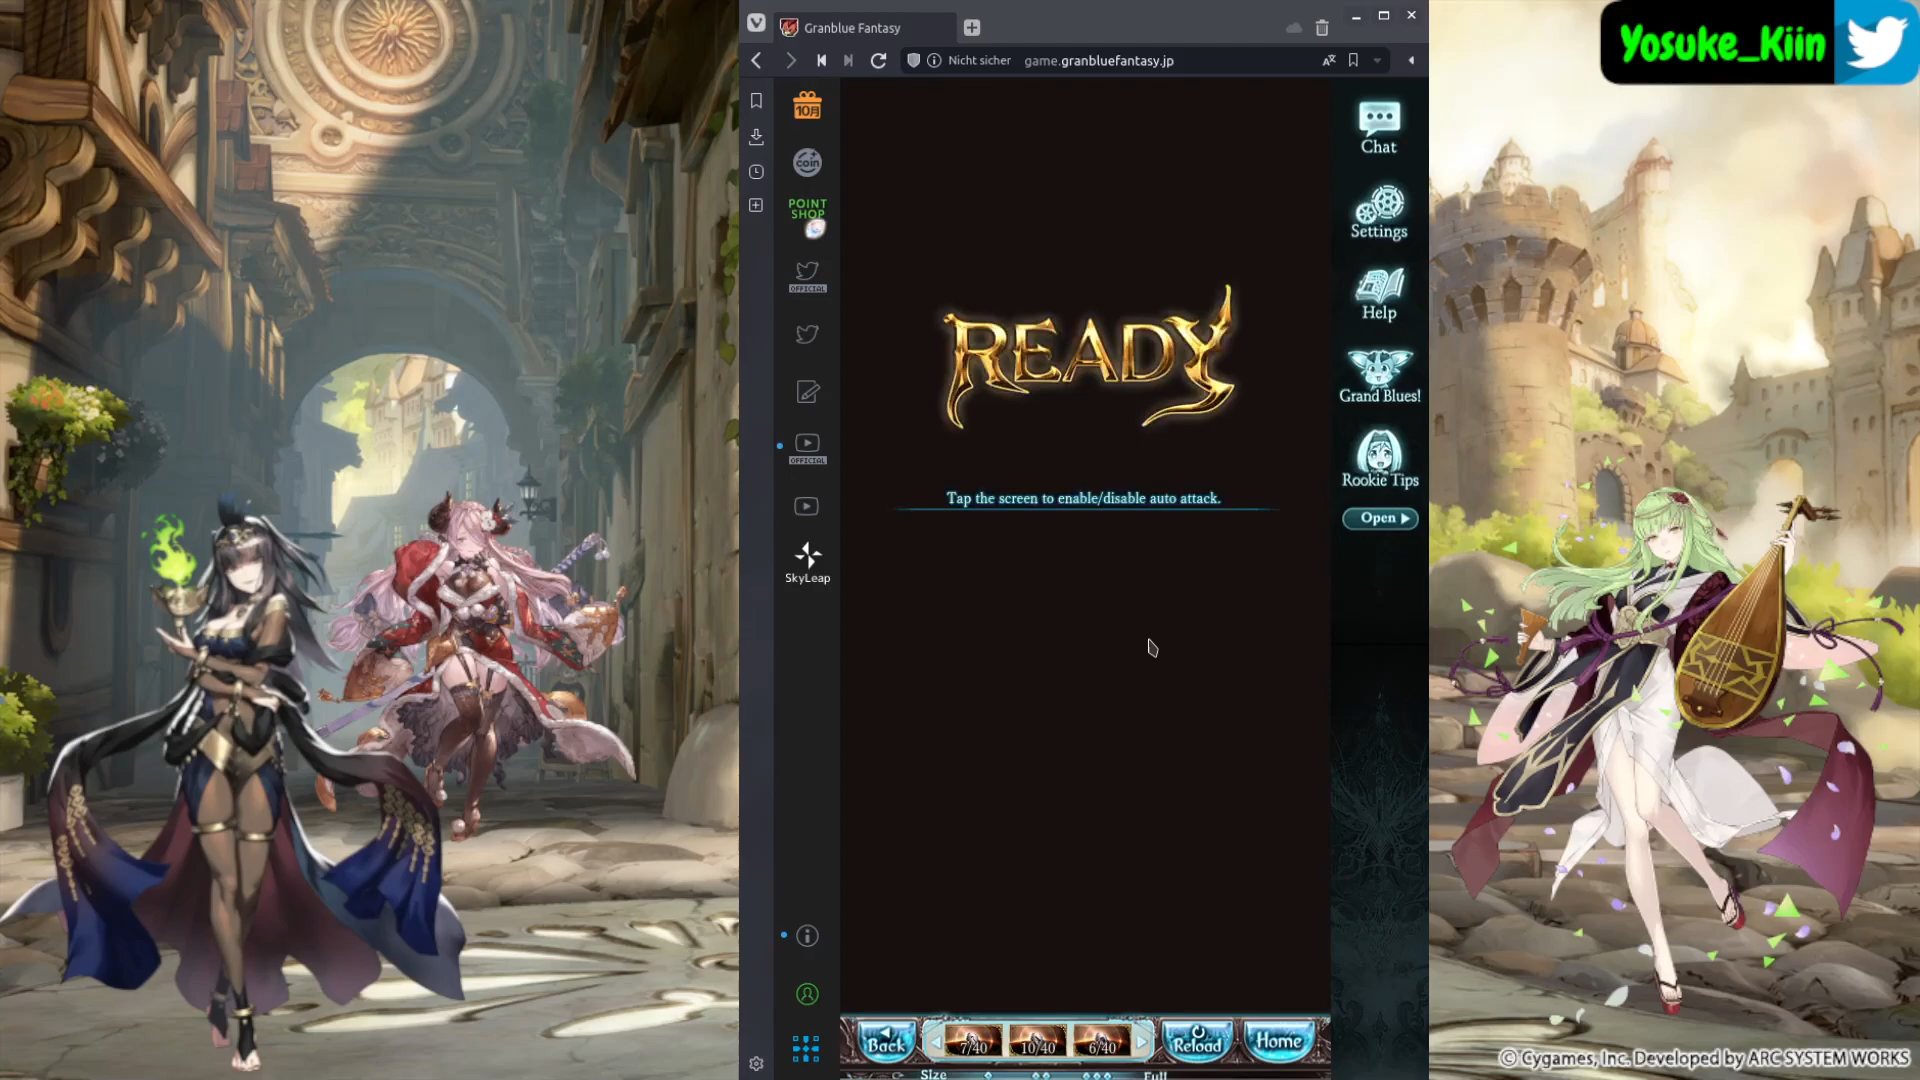 Granblue Fantasy
Nicht sicher
game.granbluefantasy.jp
Yosuke_Kiin
10月
coin
POINT
SHOP
OFFICIAL
OFFICIAL
SkyLeap
READY
Tap the screen to enable/disable auto attack.
Chat
Settings
Help
Grand Blues!
Rookie Tips
Open
Back
7/40
10/40
6/40
Reload
Home
Size
Full
© Cygames, Inc. Developed by ARC SYSTEM WORKS